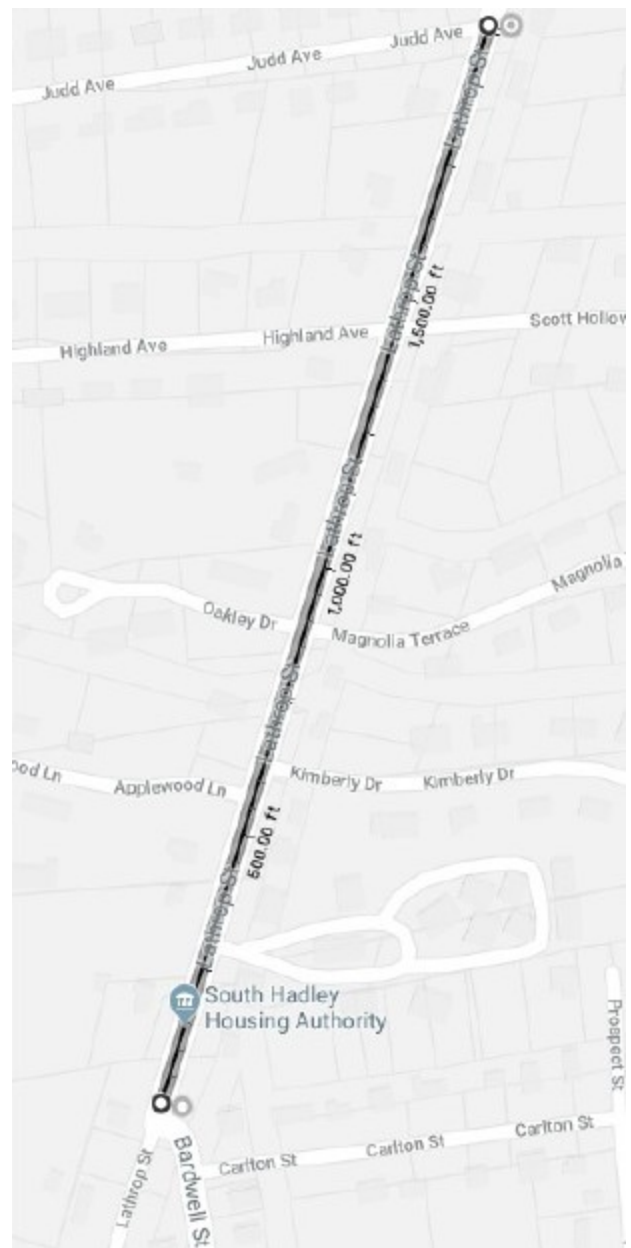 Judd Ave
Judd Ave
Judd Ave
Lathrop St
Lathrop St
1,500.00 ft
Scott Hollow
Highland Ave
Highland Ave
Lathrop St
1,000.00 ft
Magnolia
Oakley Dr
Magnolia Terrace
Lathrop St
ood Ln
Applewood Ln
Kimberly Dr
Kimberly Dr
500.00 ft
Lathrop St
South Hadley
Housing Authority
Prospect St
Carlton St
Carlton St
Carlton St
Lathrop St
Bardwell St